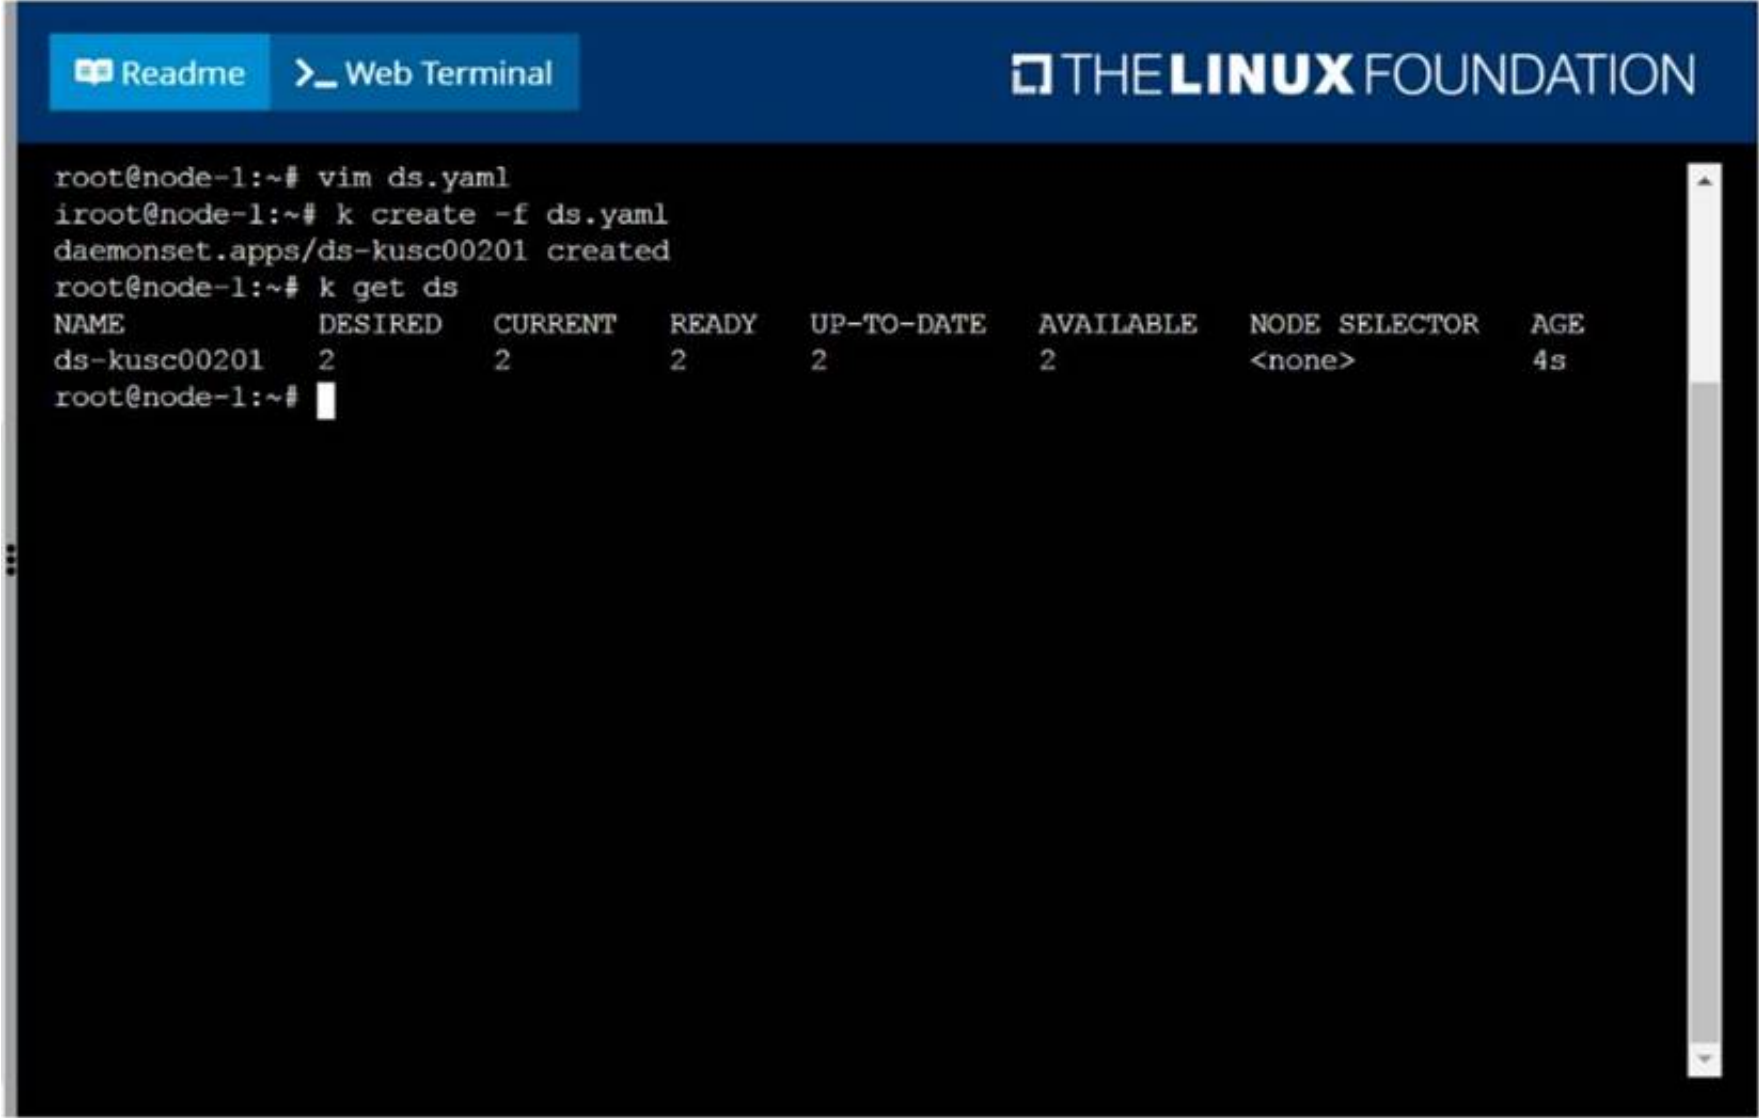 Readme >_ Web Terminal THE LINUX FOUNDATION
root@node-1:~# vim ds.yaml
iroot@node-1:~# k create -f ds.yaml
daemonset.apps/ds-kusc00201 created
root@node-1:~# k get ds
NAME DESIRED CURRENT READY UP-TO-DATE AVAILABLE NODE SELECTOR AGE
ds-kusc00201 2 2 2 2 2 <none> 4s
root@node-1:~#